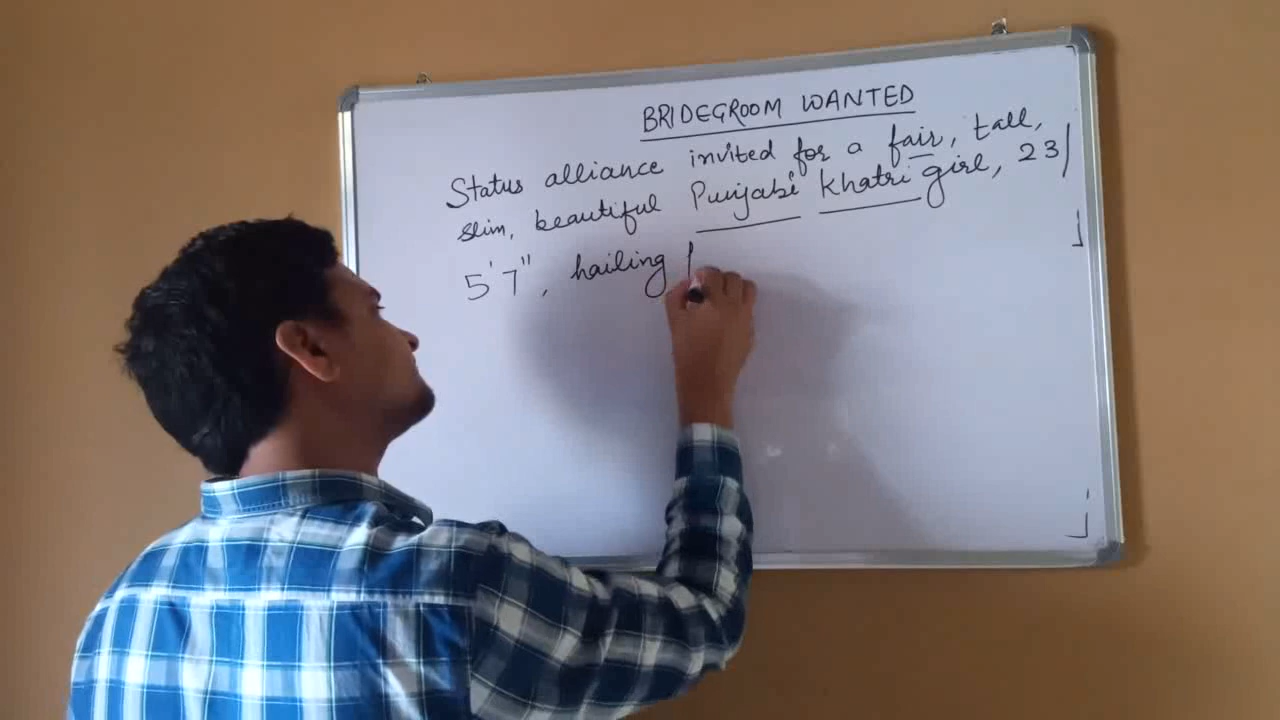 BRIDEGROOM WANTED
Status alliance invited for a fair, tall,
slim, beautiful Punjabi Khatri girl, 23/
5'7", hailing